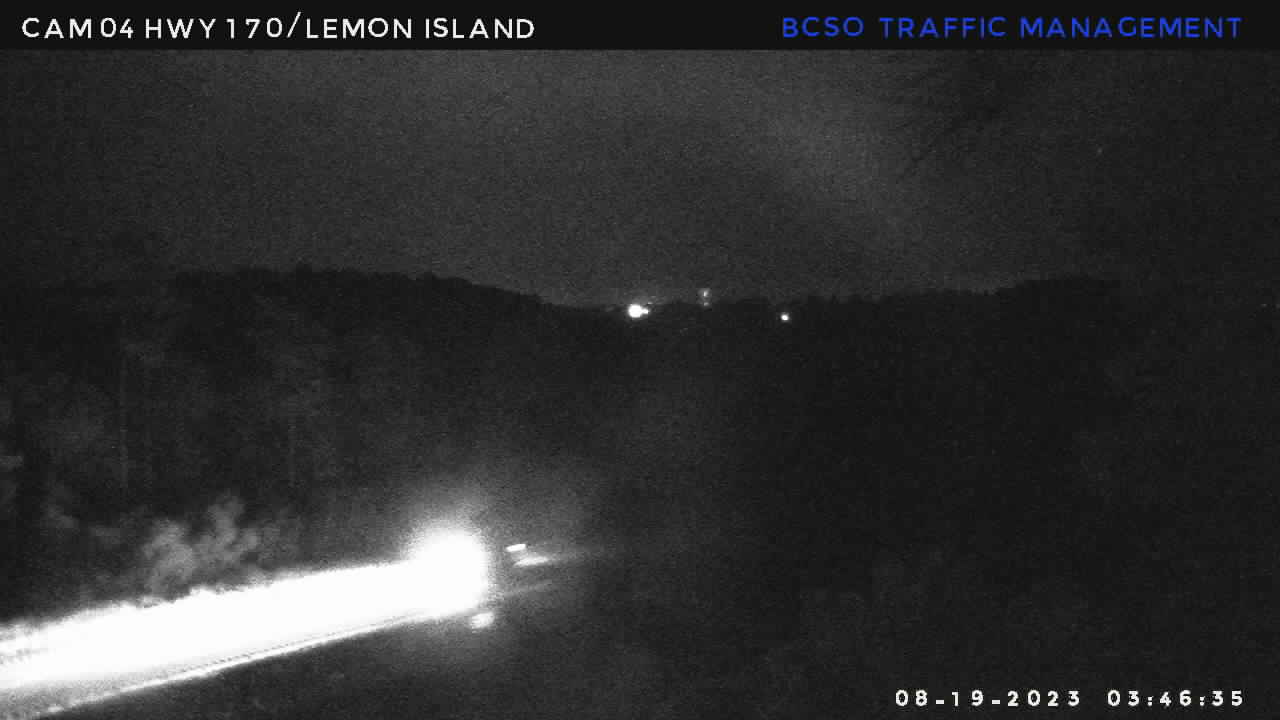 CAM04 HWY 170/LEMON ISLAND
BCSO TRAFFIC MANAGEMENT
08-19-2023 03:46:35